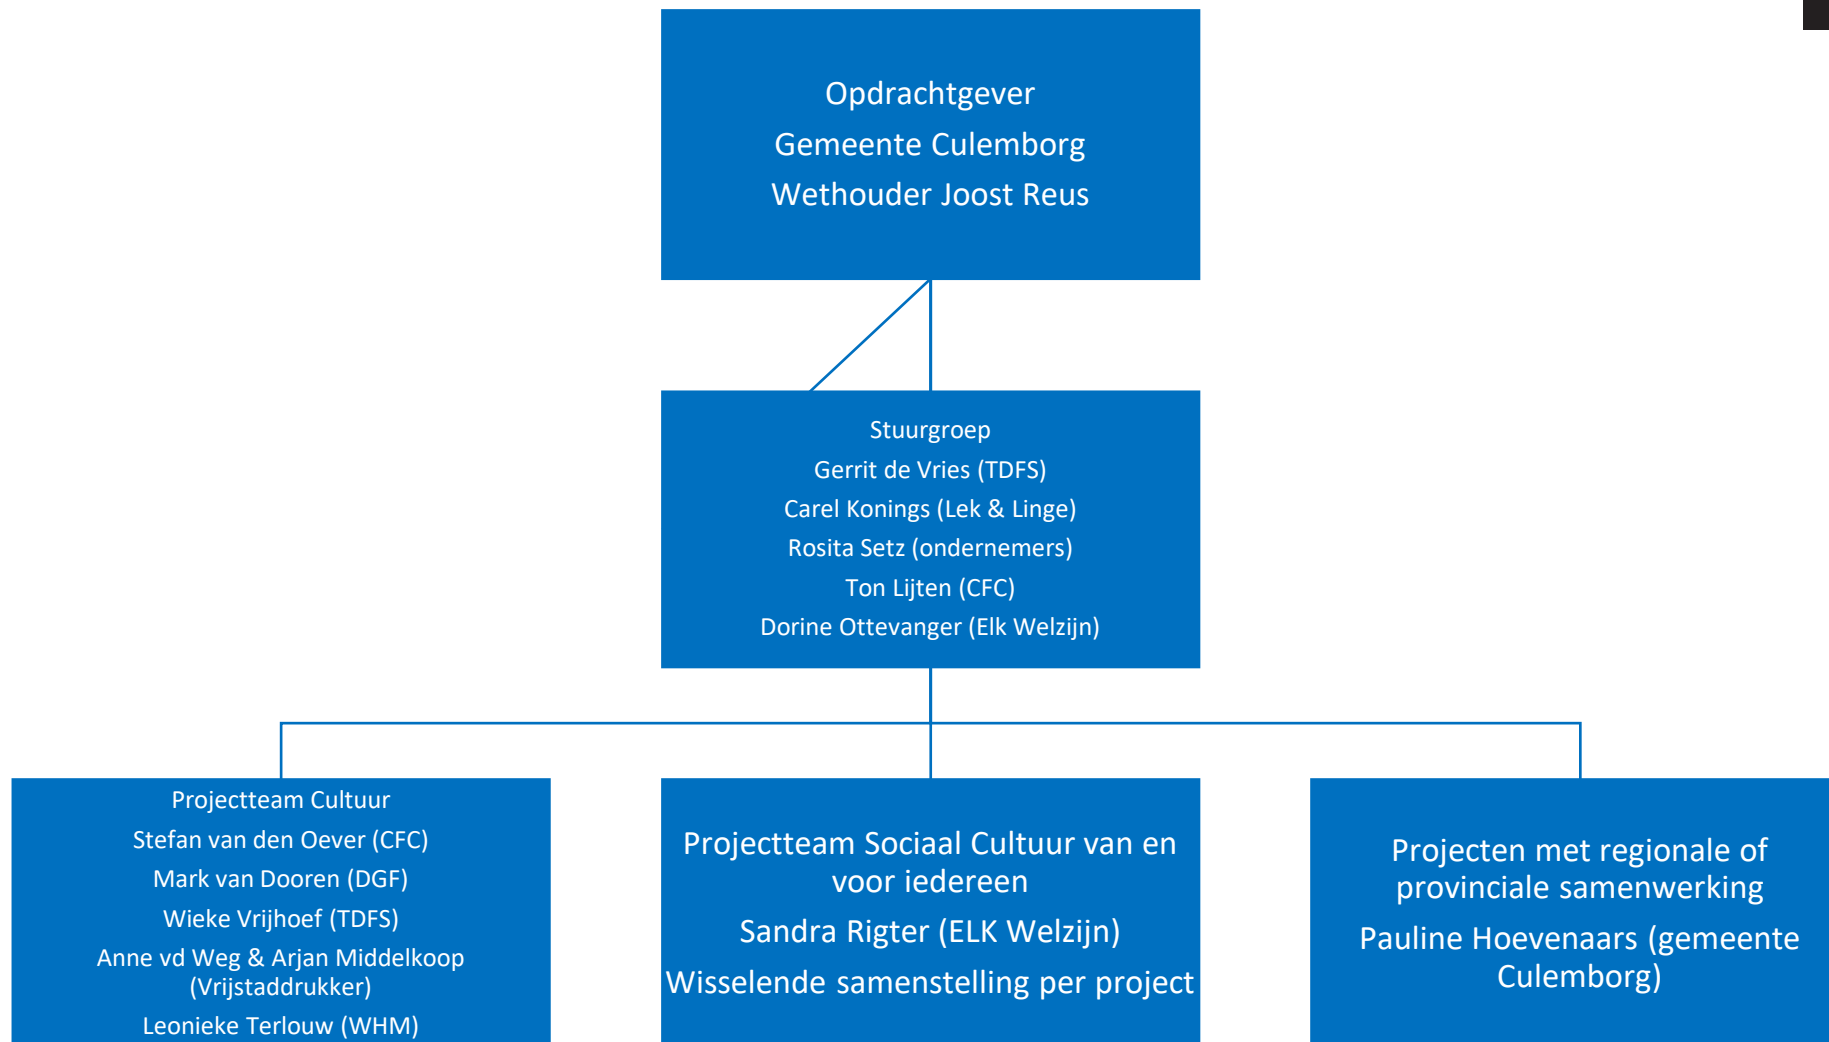 Opdrachtgever
Gemeente Culemborg
Wethouder Joost Reus
Stuurgroep
Gerrit de Vries (TDFS)
Carel Konings (Lek & Linge)
Rosita Setz (ondernemers)
Ton Lijten (CFC)
Dorine Ottevanger (Elk Welzijn)
Projectteam Cultuur
Stefan van den Oever (CFC)
Mark van Dooren (DGF)
Wieke Vrijhoef (TDFS)
Anne vd Weg & Arjan Middelkoop
(Vrijstaddrukker)
Leonieke Terlouw (WHM)
Projectteam Sociaal Cultuur van en
voor iedereen
Sandra Rigter (ELK Welzijn)
Wisselende samenstelling per project
Projecten met regionale of
provinciale samenwerking
Pauline Hoevenaars (gemeente
Culemborg)